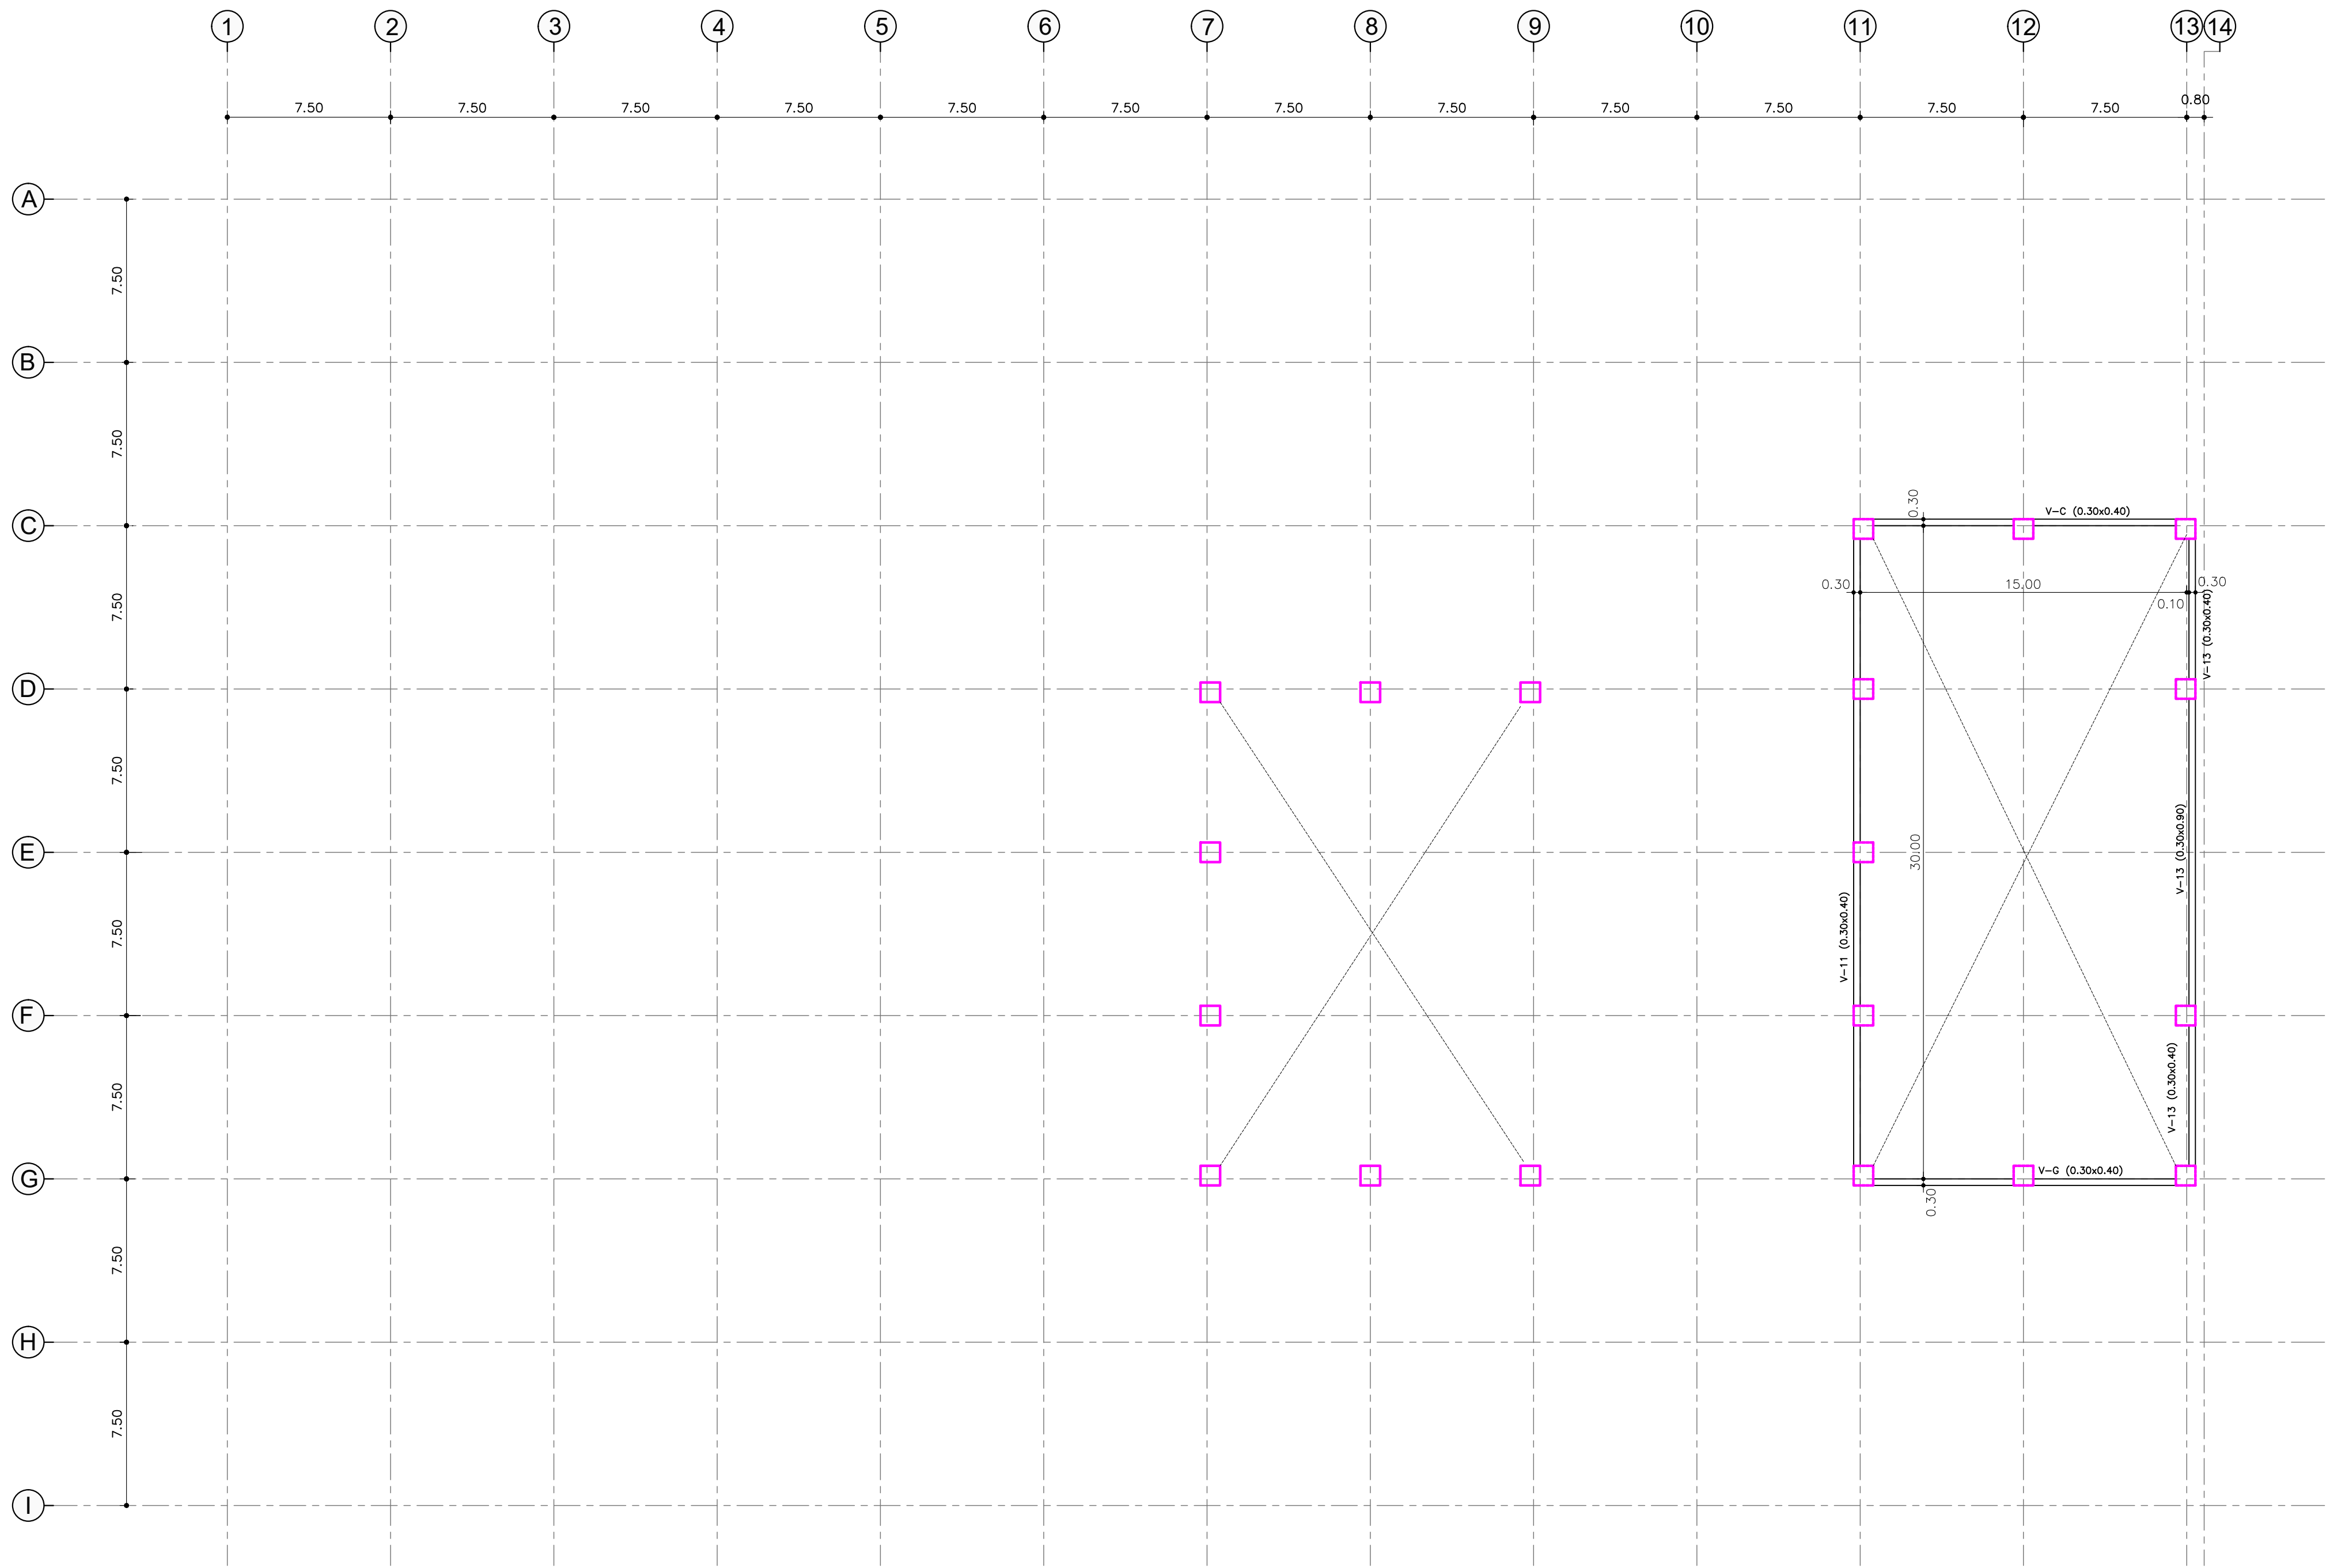 1 2 3 4 5 6 7 8 9 10 11 12 13 14
7.50 7.50 7.50 7.50 7.50 7.50 7.50 7.50 7.50 7.50 7.50 7.50 0.80
A
7.50
B
7.50
C
0.30
V-C (0.30x0.40)
7.50
0.30
15.00
0.10
0.30
V-13 (0.30x0.40)
D
7.50
E
30.00
V-13 (0.30x0.90)
7.50
V-11 (0.30x0.40)
F
7.50
V-13 (0.30x0.40)
G
V-G (0.30x0.40)
0.30
7.50
H
7.50
I